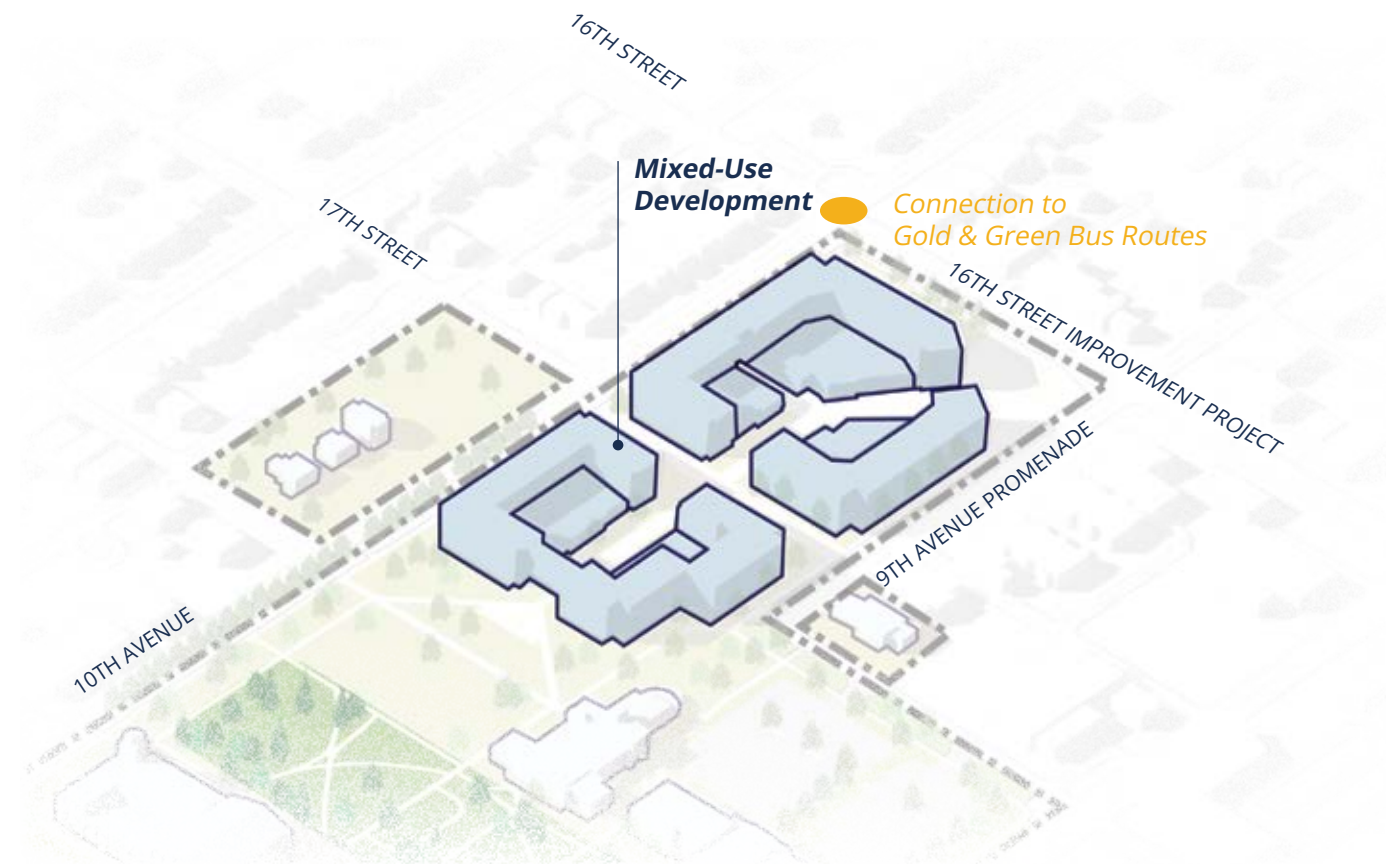 16TH STREET
Mixed-Use
Development
Connection to
Gold & Green Bus Routes
17TH STREET
16TH STREET IMPROVEMENT PROJECT
9TH AVENUE PROMENADE
10TH AVENUE